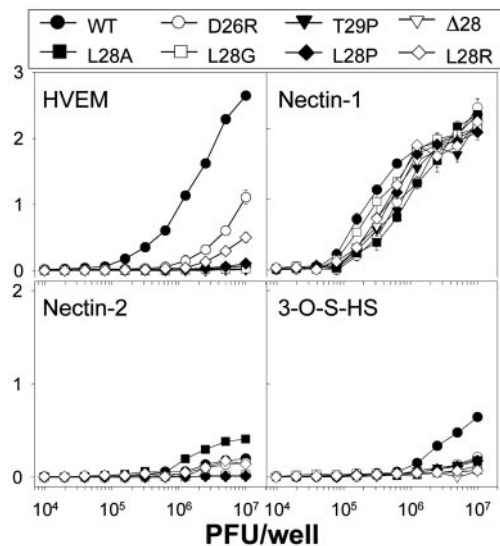 WT D26R T29P Δ28
L28A L28G L28P L28R
3 HVEM Nectin-1
2
1
0
2 Nectin-2 3-O-S-HS
1
0
10⁴ 10⁵ 10⁶ 10⁷ 10⁴ 10⁵ 10⁶ 10⁷
PFU/well